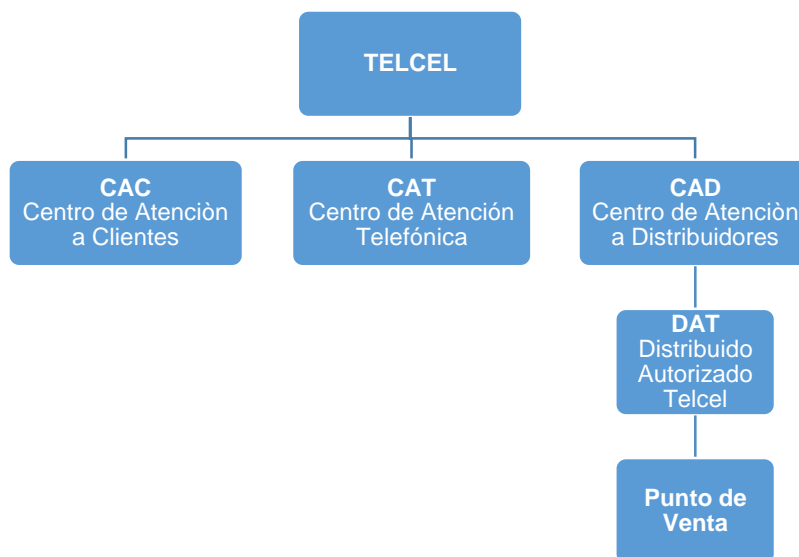 TELCEL
CAC
Centro de Atenciòn
a Clientes
CAT
Centro de Atención
Telefónica
CAD
Centro de Atenciòn
a Distribuidores
DAT
Distribuido
Autorizado
Telcel
Punto de
Venta